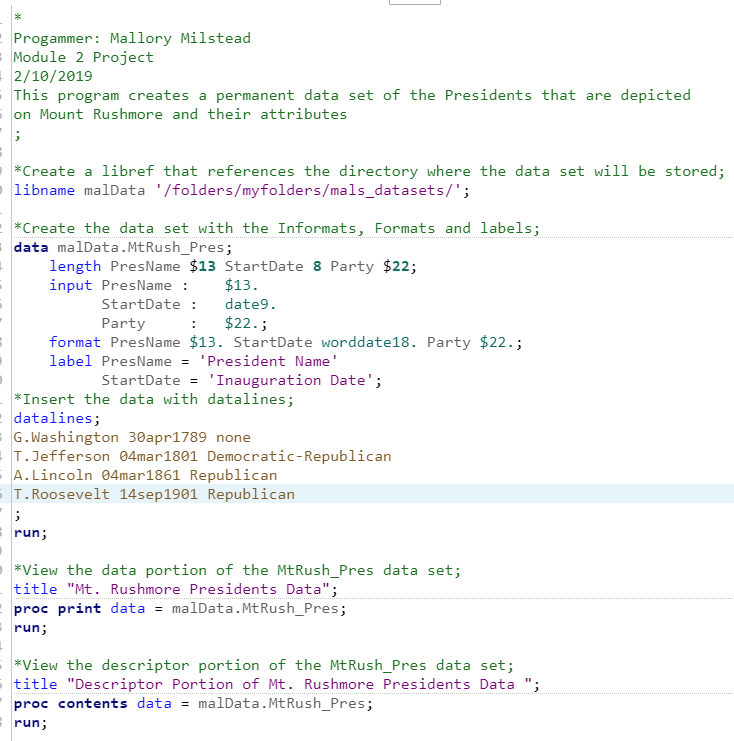 *
Progammer: Mallory Milstead
Module 2 Project
2/10/2019
This program creates a permanent data set of the Presidents that are depicted
on Mount Rushmore and their attributes
;
*Create a libref that references the directory where the data set will be stored;
libname malData '/folders/myfolders/mals_datasets/';
*Create the data set with the Informats, Formats and labels;
data malData.MtRush_Pres;
    length PresName $13 StartDate 8 Party $22;
    input PresName :   $13.
          StartDate :   date9.
          Party     :   $22.;
    format PresName $13. StartDate worddate18. Party $22.;
    label PresName = 'President Name'
          StartDate = 'Inauguration Date';
*Insert the data with datalines;
datalines;
G.Washington 30apr1789 none
T.Jefferson 04mar1801 Democratic-Republican
A.Lincoln 04mar1861 Republican
T.Roosevelt 14sep1901 Republican
;
run;
*View the data portion of the MtRush_Pres data set;
title "Mt. Rushmore Presidents Data";
proc print data = malData.MtRush_Pres;
run;
*View the descriptor portion of the MtRush_Pres data set;
title "Descriptor Portion of Mt. Rushmore Presidents Data ";
proc contents data = malData.MtRush_Pres;
run;